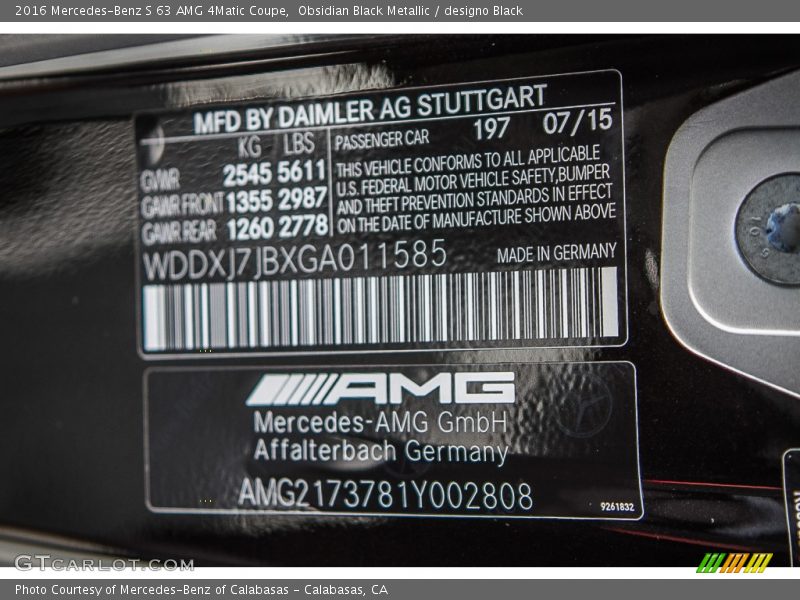 2016 Mercedes-Benz S 63 AMG 4Matic Coupe,  Obsidian Black Metallic / designo Black
MFD BY DAIMLER AG STUTTGART
KG LBS PASSENGER CAR 197 07/15
GVWR 2545 5611
GAWR FRONT 1355 2987
GAWR REAR 1260 2778
THIS VEHICLE CONFORMS TO ALL APPLICABLE
U.S. FEDERAL MOTOR VEHICLE SAFETY, BUMPER
AND THEFT PREVENTION STANDARDS IN EFFECT
ON THE DATE OF MANUFACTURE SHOWN ABOVE
WDDXJ7JBXGA011585 MADE IN GERMANY
AMG
Mercedes-AMG GmbH
Affalterbach Germany
AMG2173781Y002808
9261832
GTCARLOT.COM
Photo Courtesy of Mercedes-Benz of Calabasas - Calabasas, CA